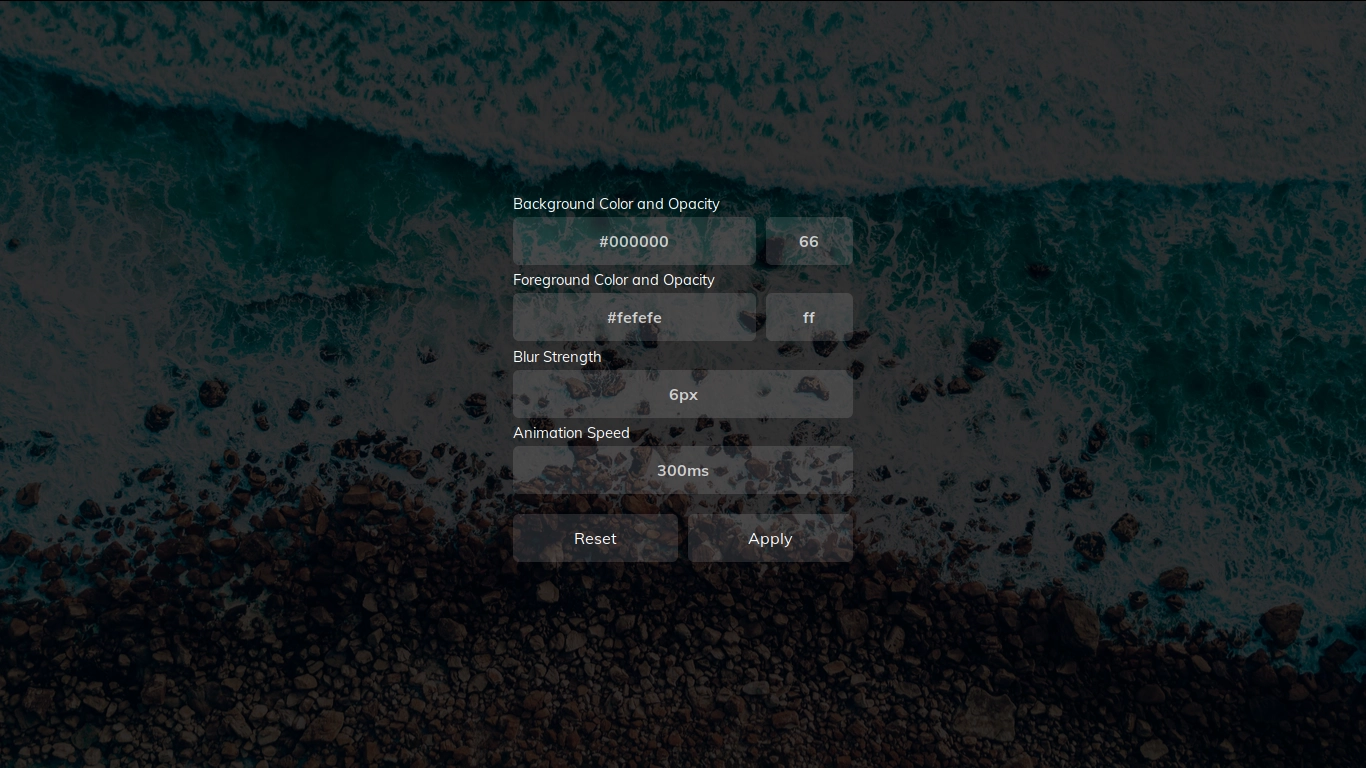 Background Color and Opacity
#000000 66
Foreground Color and Opacity
#fefefe ff
Blur Strength
6px
Animation Speed
300ms
Reset Apply